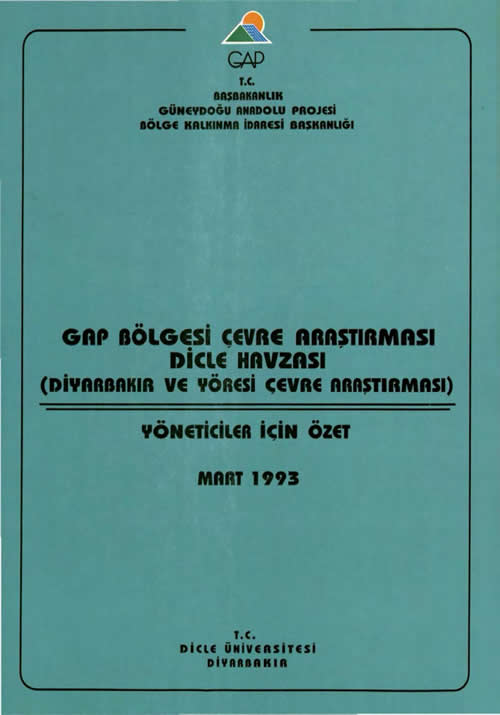 GAP
T.C.
BAŞBAKANLIK
GÜNEYDOĞU ANADOLU PROJESİ
BÖLGE KALKINMA İDARESİ BAŞKANLIĞI
GAP BÖLGESİ ÇEVRE ARAŞTIRMASI
DİCLE HAVZASI
(DİYARBAKIR VE YÖRESİ ÇEVRE ARAŞTIRMASI)
YÖNETİCİLER İÇİN ÖZET
MART 1993
T.C.
DİCLE ÜNİVERSİTESİ
DİYARBAKIR